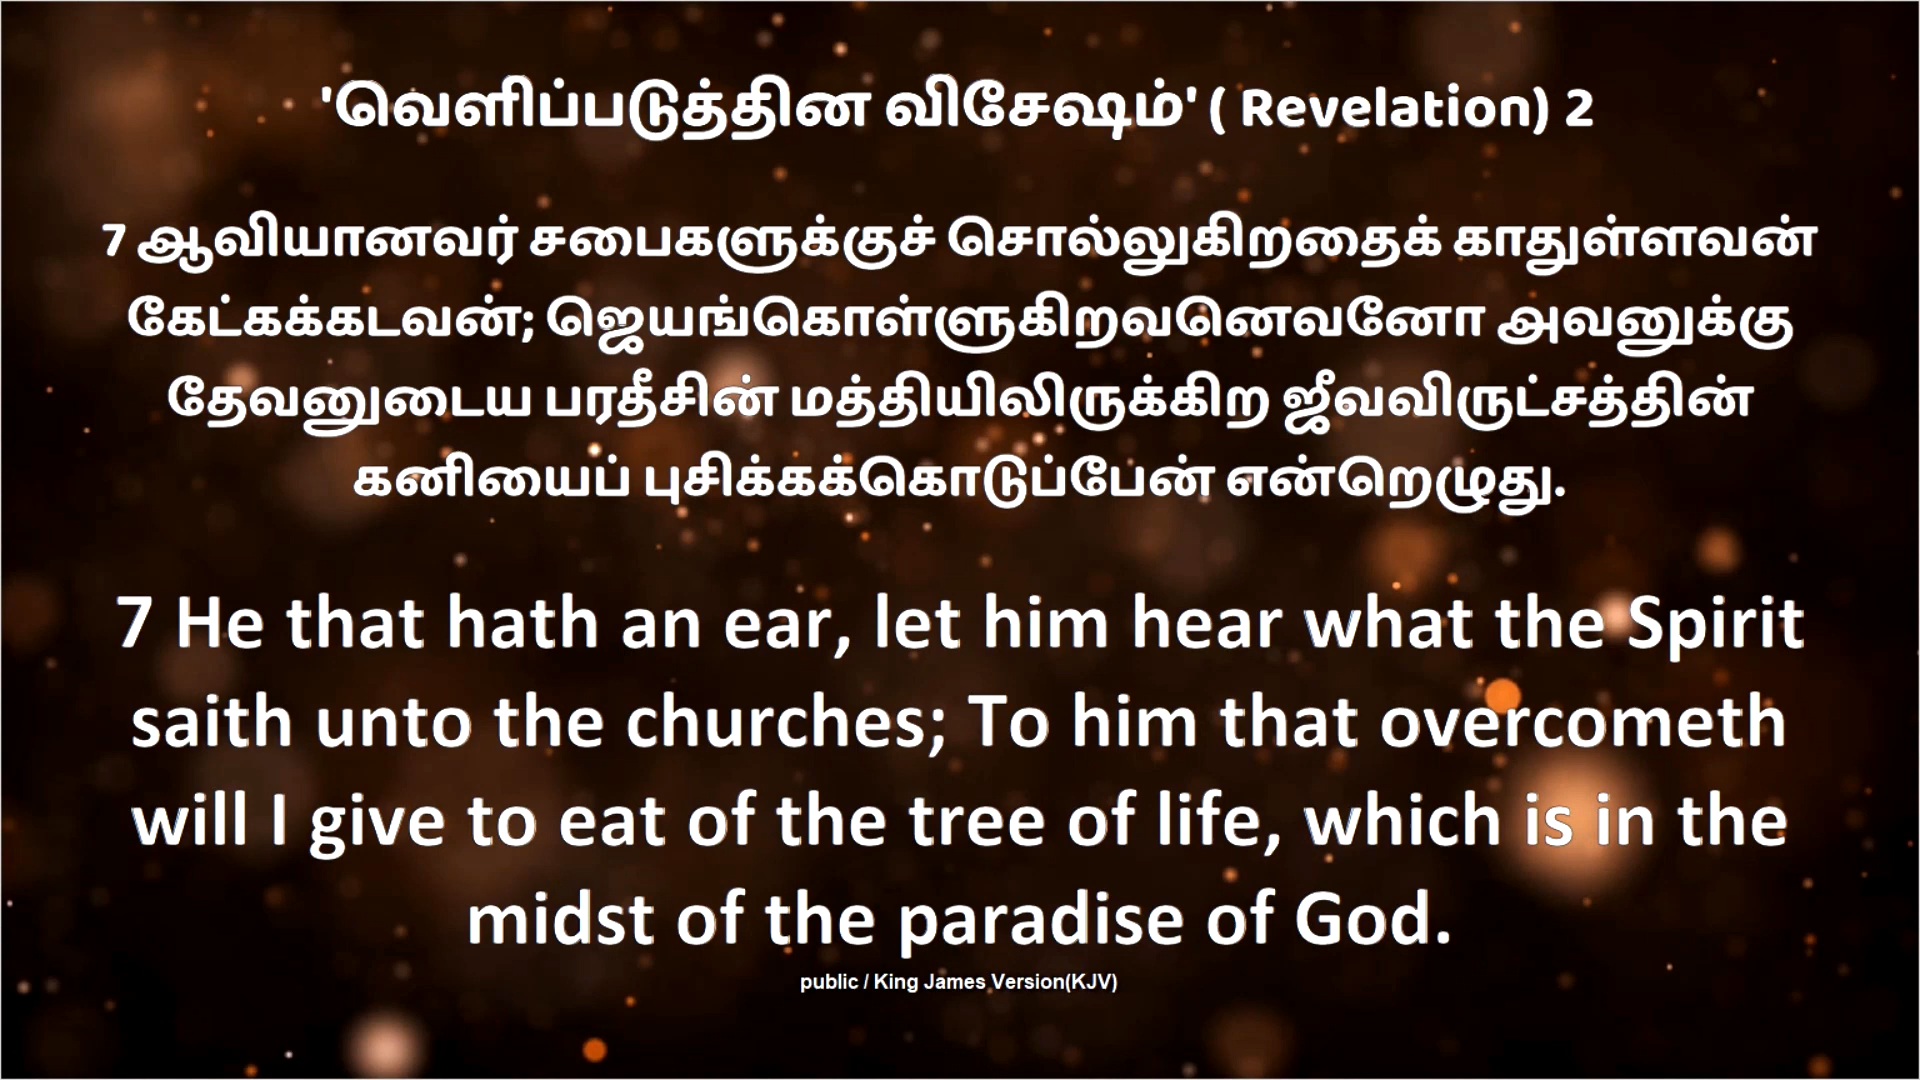 'வெளிப்படுத்தின விசேஷம்' ( Revelation) 2
7 ஆவியானவர் சபைகளுக்குச் சொல்லுகிறதைக் காதுள்ளவன்
கேட்கக்கடவன்; ஜெயங்கொள்ளுகிறவனெவனோ அவனுக்கு
தேவனுடைய பரதீசின் மத்தியிலிருக்கிற ஜீவவிருட்சத்தின்
கனியைப் புசிக்கக்கொடுப்பேன் என்றெழுது.
7 He that hath an ear, let him hear what the Spirit
saith unto the churches; To him that overcometh
will I give to eat of the tree of life, which is in the
midst of the paradise of God.
public / King James Version(KJV)